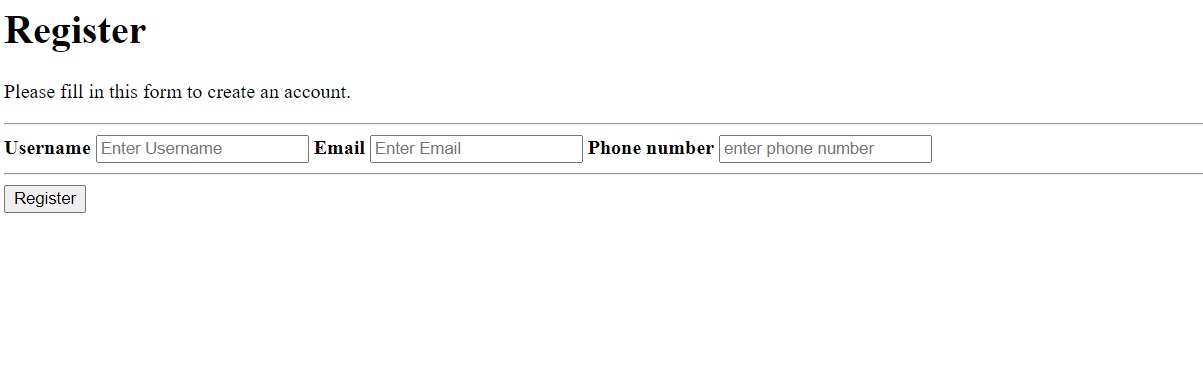 Register
Please fill in this form to create an account.
Username Enter Username Email Enter Email Phone number enter phone number
Register